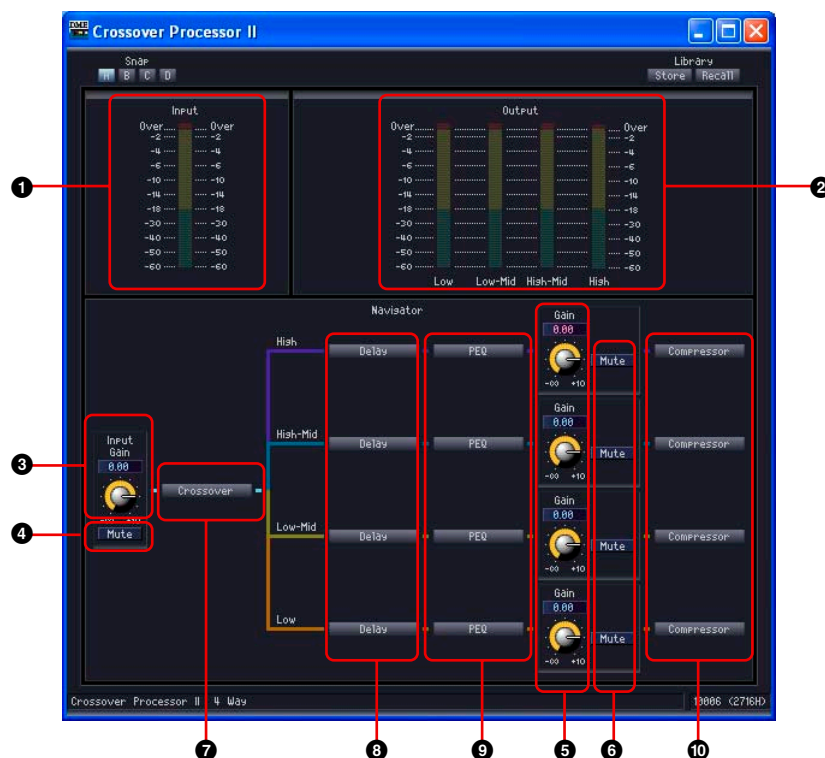 Crossover Processor II
Snap
A B C D
Library
Store Recall
Input
Over Over
-2 -2
-4 -4
-6 -6
-10 -10
-14 -14
-18 -18
-30 -30
-40 -40
-50 -50
-60 -60
Output
Over Over
-2 -2
-4 -4
-6 -6
-10 -10
-14 -14
-18 -18
-30 -30
-40 -40
-50 -50
-60 -60
Low Low-Mid High-Mid High
1
2
Navigator
High
Delay
PEQ
Gain
0.00
-∞ +10
Mute
Compressor
High-Mid
Delay
PEQ
Gain
0.00
-∞ +10
Mute
Compressor
3
Input
Gain
0.00
-∞ +10
4
Mute
Crossover
Low-Mid
Delay
PEQ
Gain
0.00
-∞ +10
Mute
Compressor
Low
Delay
PEQ
Gain
0.00
-∞ +10
Mute
Compressor
Crossover Processor II 4 Way
10006 (2716H)
7 8 9 5 6 10